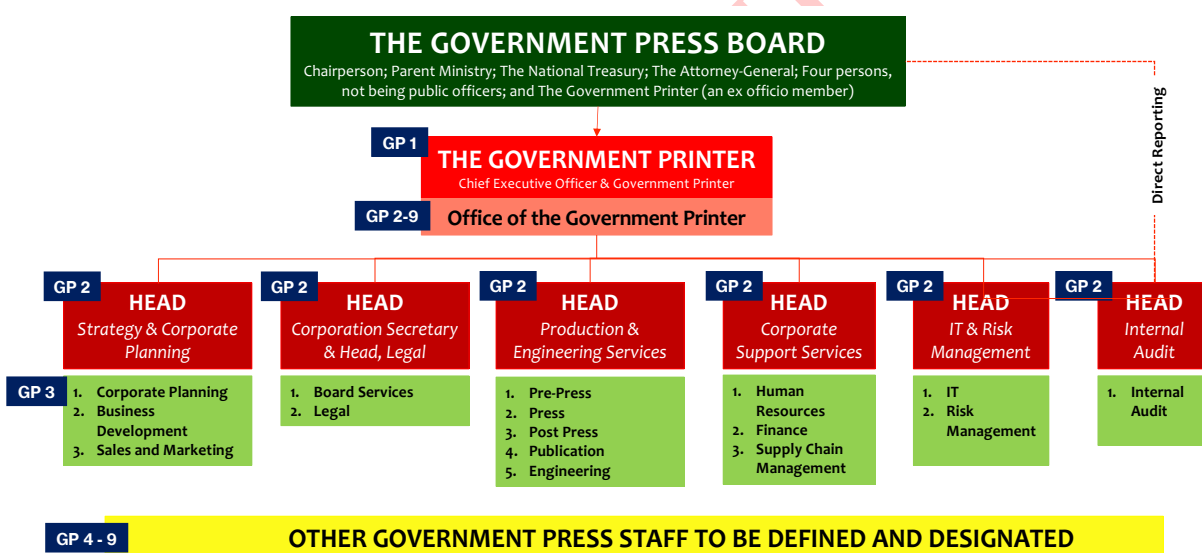 THE GOVERNMENT PRESS BOARD
Chairperson; Parent Ministry; The National Treasury; The Attorney-General; Four persons,
not being public officers; and The Government Printer (an ex officio member)
Direct Reporting
GP 1
THE GOVERNMENT PRINTER
Chief Executive Officer & Government Printer
GP 2-9
Office of the Government Printer
GP 2
HEAD
Strategy & Corporate
Planning
GP 2
HEAD
Corporation Secretary
& Head, Legal
GP 2
HEAD
Production &
Engineering Services
GP 2
HEAD
Corporate
Support Services
GP 2
HEAD
IT & Risk
Management
GP 2
HEAD
Internal
Audit
GP 3
1. Corporate Planning
2. Business
Development
3. Sales and Marketing
1. Board Services
2. Legal
1. Pre-Press
2. Press
3. Post Press
4. Publication
5. Engineering
1. Human
Resources
2. Finance
3. Supply Chain
Management
1. IT
2. Risk
Management
1. Internal
Audit
GP 4 - 9
OTHER GOVERNMENT PRESS STAFF TO BE DEFINED AND DESIGNATED